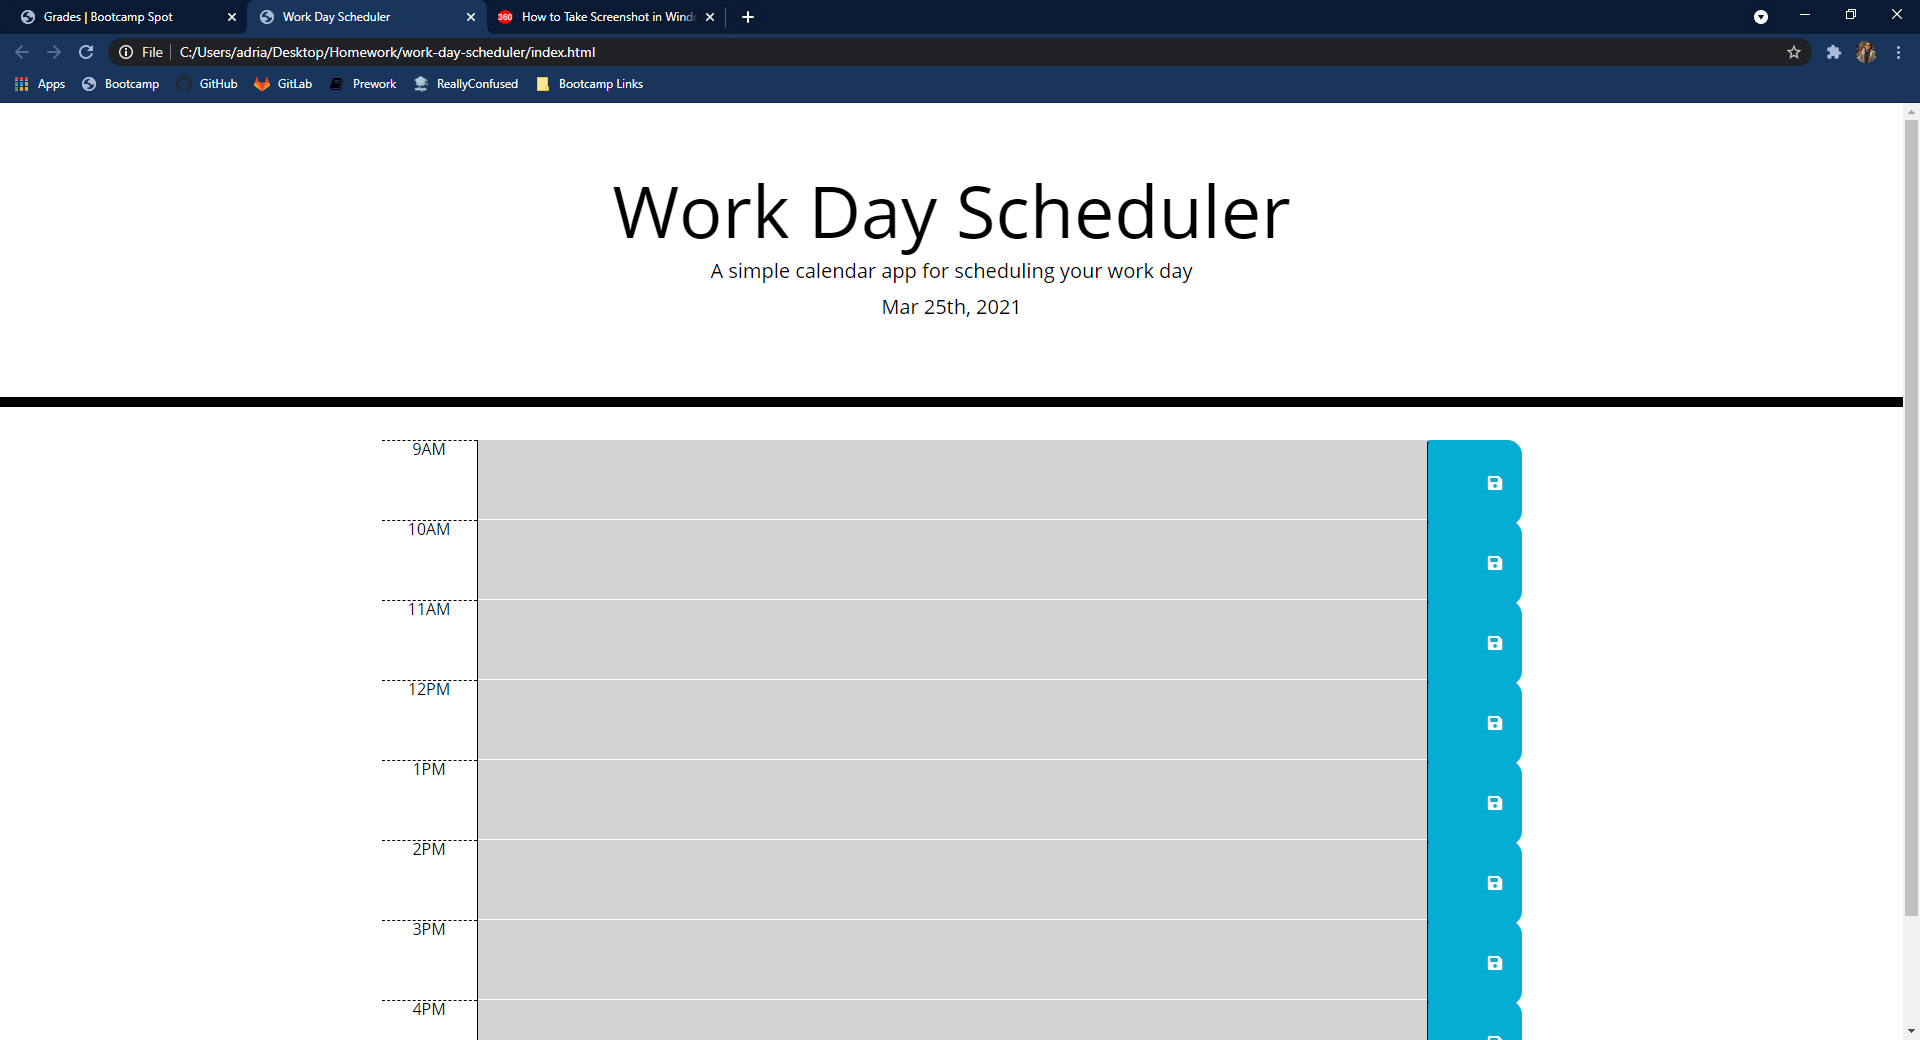 Grades | Bootcamp Spot
Work Day Scheduler
360 How to Take Screenshot in Wind
File C:/Users/adria/Desktop/Homework/work-day-scheduler/index.html
Apps Bootcamp GitHub GitLab Prework ReallyConfused Bootcamp Links
Work Day Scheduler
A simple calendar app for scheduling your work day
Mar 25th, 2021
9AM
10AM
11AM
12PM
1PM
2PM
3PM
4PM